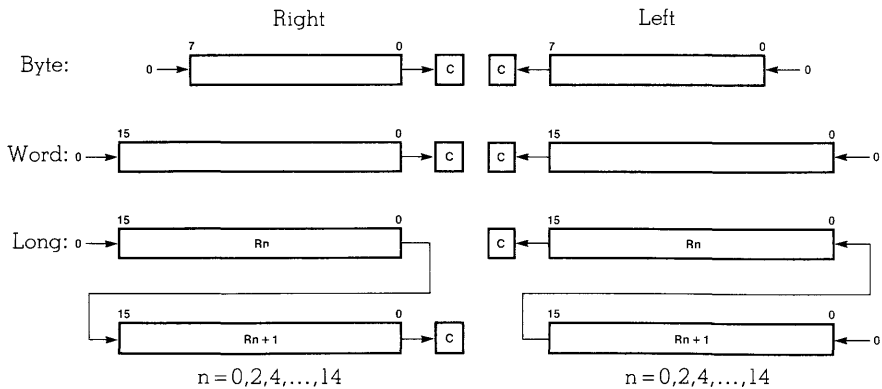 Right Left
7 0 7 0
Byte: 0 C C 0
15 0 15 0
Word: 0 C C 0
15 0 15 0
Long: 0 Rn C Rn
15 0 15 0
Rn + 1 C Rn + 1 0
n = 0,2,4,...,14 n = 0,2,4,...,14